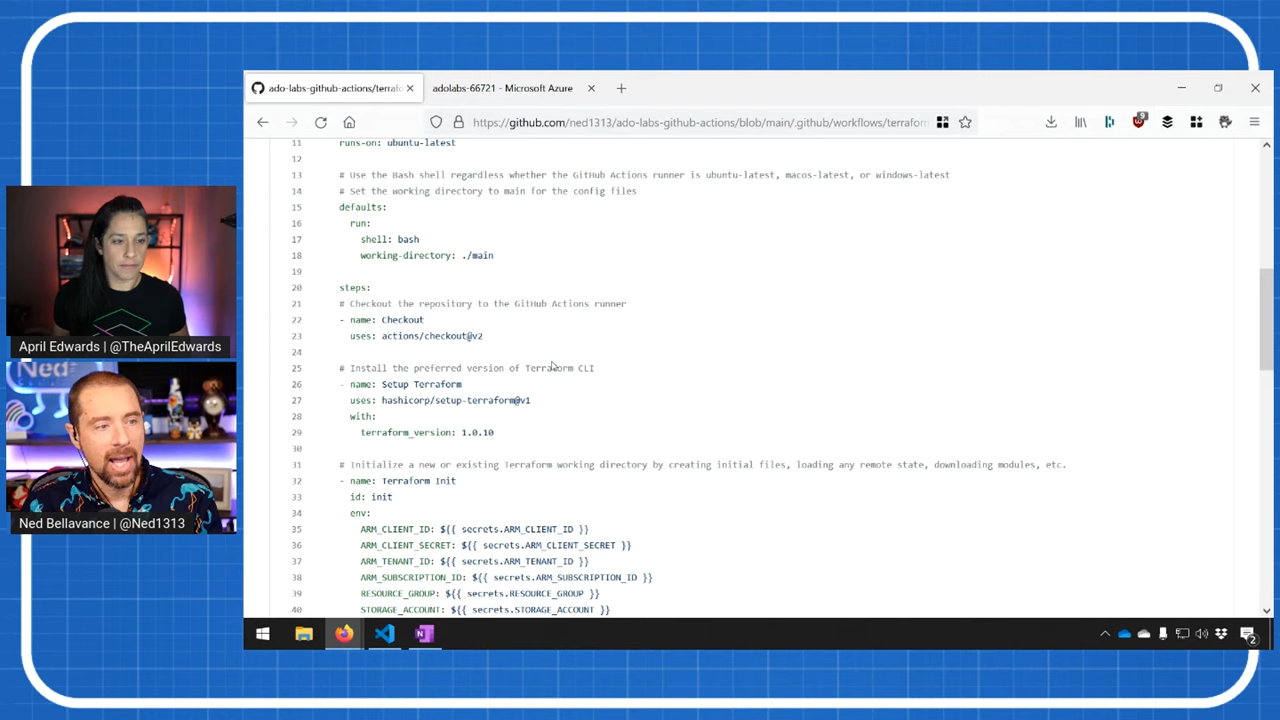 ado-labs-github-actions/terrafo
adolabs-66721 - Microsoft Azure
https://github.com/ned1313/ado-labs-github-actions/blob/main/.github/workflows/terrafom
9
11 runs-on: ubuntu-latest
12
13 # Use the Bash shell regardless whether the GitHub Actions runner is ubuntu-latest, macos-latest, or windows-latest
14 # Set the working directory to main for the config files
15 defaults:
16 run:
17 shell: bash
18 working-directory: ./main
19
20 steps:
21 # Checkout the repository to the GitHub Actions runner
22 - name: Checkout
23 uses: actions/checkout@v2
24
25 # Install the preferred version of Terraform CLI
26 - name: Setup Terraform
27 uses: hashicorp/setup-terraform@v1
28 with:
29 terraform_version: 1.0.10
30
31 # Initialize a new or existing Terraform working directory by creating initial files, loading any remote state, downloading modules, etc.
32 - name: Terraform Init
33 id: init
34 env:
35 ARM_CLIENT_ID: ${{ secrets.ARM_CLIENT_ID }}
36 ARM_CLIENT_SECRET: ${{ secrets.ARM_CLIENT_SECRET }}
37 ARM_TENANT_ID: ${{ secrets.ARM_TENANT_ID }}
38 ARM_SUBSCRIPTION_ID: ${{ secrets.ARM_SUBSCRIPTION_ID }}
39 RESOURCE_GROUP: ${{ secrets.RESOURCE_GROUP }}
40 STORAGE_ACCOUNT: ${{ secrets.STORAGE_ACCOUNT }}
April Edwards | @TheAprilEdwards
Ned
Ned Bellavance | @Ned1313
2